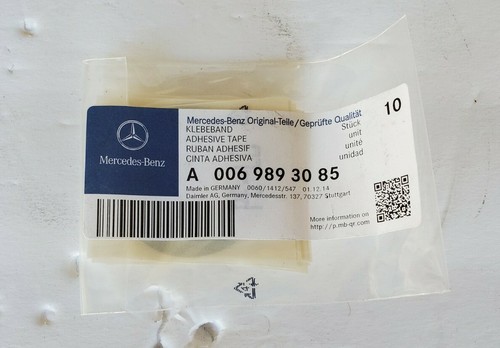 Mercedes-Benz
Mercedes-Benz Original-Teile/Geprüfte Qualität
KLEBEBAND
ADHESIVE TAPE
RUBAN ADHESIF
CINTA ADHESIVA
10
Stück
unit
unité
unidad
A 006 989 30 85
Made in GERMANY 0060/1412/547 01.12.14
Daimler AG, Germany, Mercedesstr. 137, 70327 Stuttgart
More information on
http://p.mb-qr.com